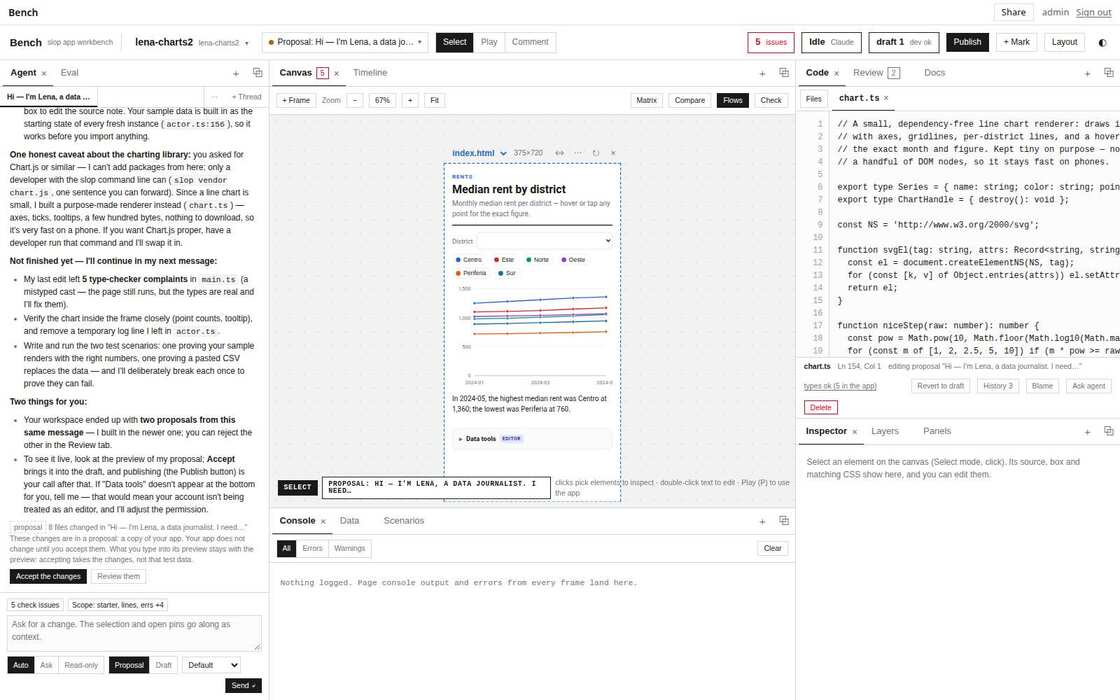 Bench
Share
admin
Sign out
Bench slop app workbench
lena-charts2 lena-charts2
Proposal: Hi — I'm Lena, a data jo…
Select
Play
Comment
5 issues
Idle Claude
draft 1 dev ok
Publish
+ Mark
Layout
Agent ×
Eval
Hi — I'm Lena, a data …
+ Thread
box to edit the source note. Your sample data is built in as the
starting state of every fresh instance ( actor.ts:156 ), so it
works before you import anything.
One honest caveat about the charting library: you asked for
Chart.js or similar — I can't add packages from here; only a
developer with the slop command line can ( slop vendor
chart.js , one sentence you can forward). Since a line chart is
small, I built a purpose-made renderer instead ( chart.ts ) —
axes, ticks, tooltips, a few hundred bytes, nothing to download, so
it's very fast on a phone. If you want Chart.js proper, have a
developer run that command and I'll swap it in.
Not finished yet — I'll continue in my next message:
• My last edit left 5 type-checker complaints in main.ts (a
mistyped cast — the page still runs, but the types are real and
I'll fix them).
• Verify the chart inside the frame closely (point counts, tooltip),
and remove a temporary log line I left in actor.ts .
• Write and run the two test scenarios: one proving your sample
renders with the right numbers, one proving a pasted CSV
replaces the data — and I'll deliberately break each once to
prove they can fail.
Two things for you:
• Your workspace ended up with two proposals from this
same message — I built in the newer one; you can reject the
other in the Review tab.
• To see it live, look at the preview of my proposal; Accept
brings it into the draft, and publishing (the Publish button) is
your call after that. If "Data tools" doesn't appear at the bottom
for you, tell me — that would mean your account isn't being
treated as an editor, and I'll adjust the permission.
proposal 8 files changed in "Hi — I'm Lena, a data journalist. I need…"
These changes are in a proposal: a copy of your app. Your app does not
change until you accept them. What you type into its preview stays with the
preview: accepting takes the changes, not that test data.
Accept the changes
Review them
5 check issues
Scope: starter, lines, errs +4
Ask for a change. The selection and open pins go along as
context.
Auto
Ask
Read-only
Proposal
Draft
Default
Send
Canvas 5 ×
Timeline
+ Frame
Zoom
−
67%
+
Fit
Matrix
Compare
Flows
Check
index.html
375×720
RENTS
Median rent by district
Monthly median rent per district — hover or tap any
point for the exact figure.
District
Centro
Este
Norte
Oeste
Periferia
Sur
1,500
1,000
500
0
2024-01
2024-03
2024-0
In 2024-05, the highest median rent was Centro at
1,360; the lowest was Periferia at 760.
Data tools EDITOR
SELECT
PROPOSAL: HI — I'M LENA, A DATA JOURNALIST. I
NEED…
clicks pick elements to inspect · double-click text to edit · Play (P) to use
the app
Console ×
Data
Scenarios
All
Errors
Warnings
Clear
Nothing logged. Page console output and errors from every frame land here.
Code ×
Review 2
Docs
Files
chart.ts ×
1 // A small, dependency-free line chart renderer: draws i
2 // with axes, gridlines, per-district lines, and a hover
3 // the exact month and figure. Kept tiny on purpose — no
4 // a handful of DOM nodes, so it stays fast on phones.
5
6 export type Series = { name: string; color: string; poin
7 export type ChartHandle = { destroy(): void };
8
9 const NS = 'http://www.w3.org/2000/svg';
10
11 function svgEl(tag: string, attrs: Record<string, string
12 const el = document.createElementNS(NS, tag);
13 for (const [k, v] of Object.entries(attrs)) el.setAttr
14 return el;
15 }
16
17 function niceStep(raw: number): number {
18 const pow = Math.pow(10, Math.floor(Math.log10(Math.ma
19 for (const m of [1, 2, 2.5, 5, 10]) if (m * pow >= raw
chart.ts Ln 154, Col 1 editing proposal "Hi — I'm Lena, a data journalist. I need…"
types ok (5 in the app)
Revert to draft
History 3
Blame
Ask agent
Delete
Inspector ×
Layers
Panels
Select an element on the canvas (Select mode, click). Its source, box and
matching CSS show here, and you can edit them.